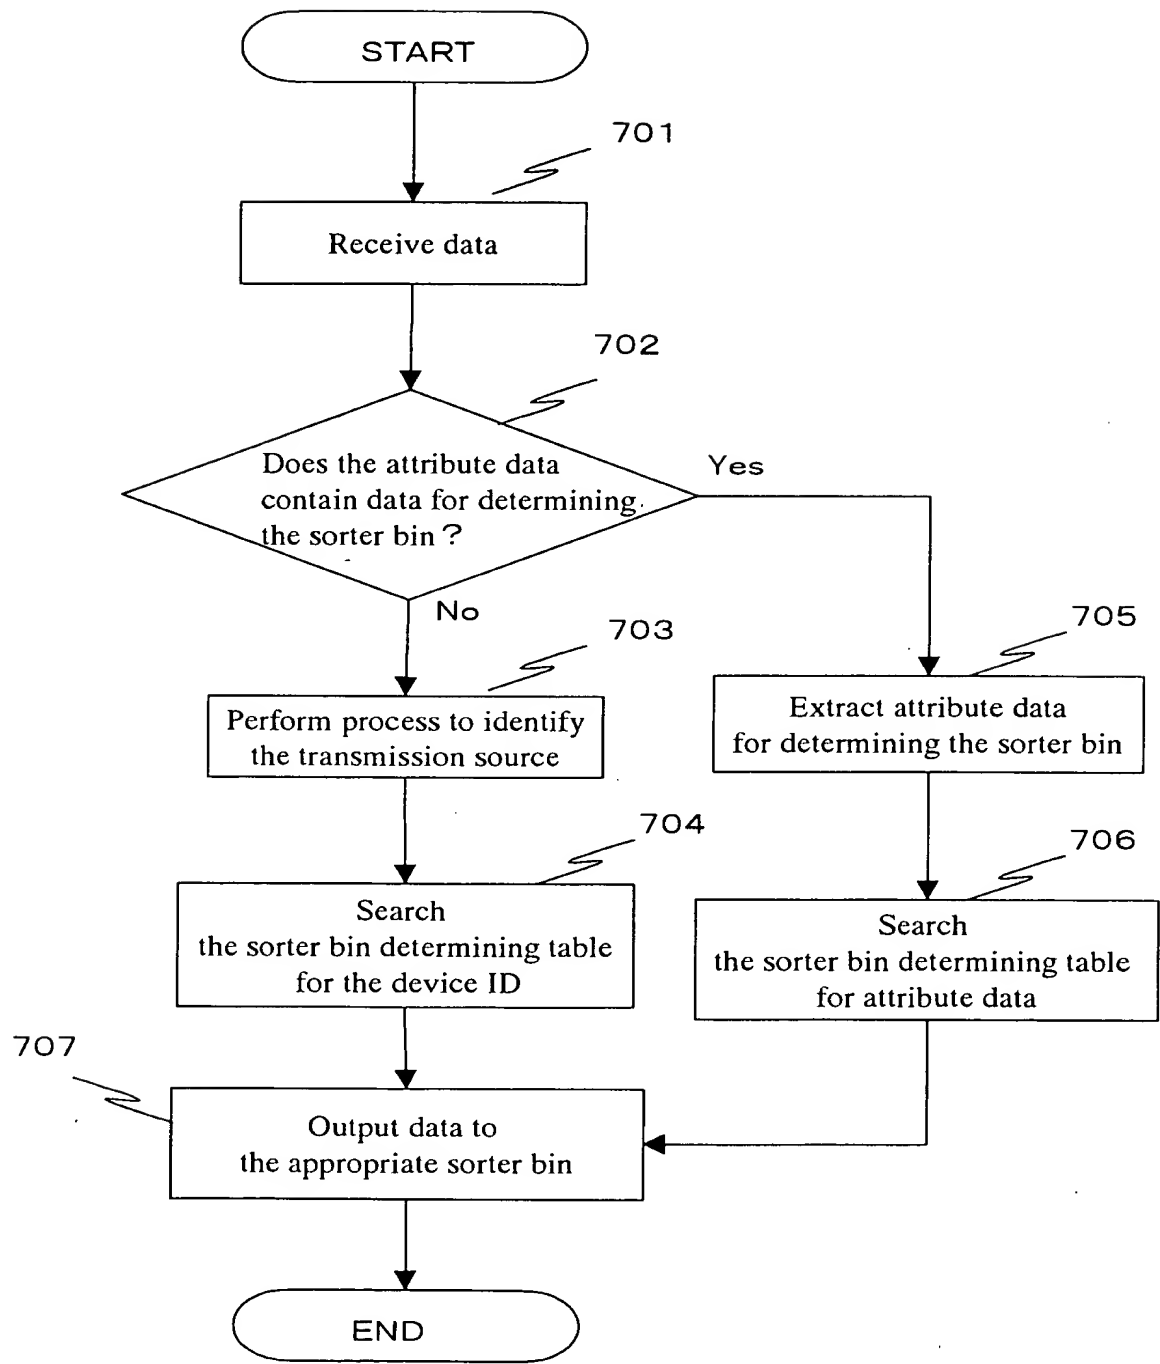 START
701
Receive data
702
Does the attribute data
contain data for determining
the sorter bin ?
Yes
No
703
Perform process to identify
the transmission source
705
Extract attribute data
for determining the sorter bin
704
Search
the sorter bin determining table
for the device ID
706
Search
the sorter bin determining table
for attribute data
707
Output data to
the appropriate sorter bin
END